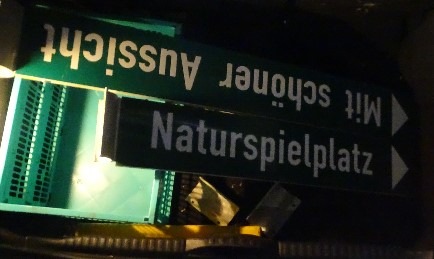 Mit schöner Aussicht
Naturspielplatz